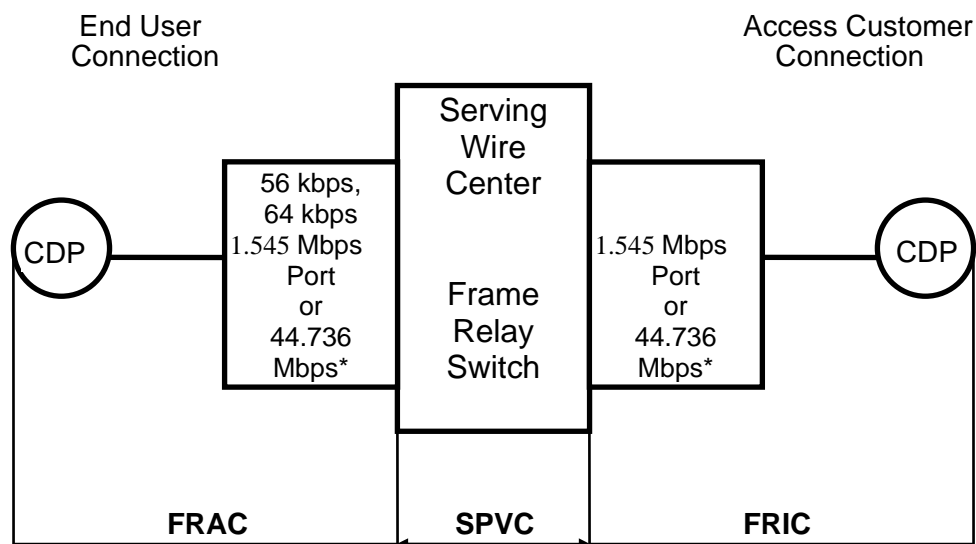 End User
Connection
Access Customer
Connection
Serving
Wire
Center
Frame
Relay
Switch
CDP
56 kbps,
64 kbps
1.545 Mbps
Port
or
44.736
Mbps*
1.545 Mbps
Port
or
44.736
Mbps*
CDP
FRAC
SPVC
FRIC